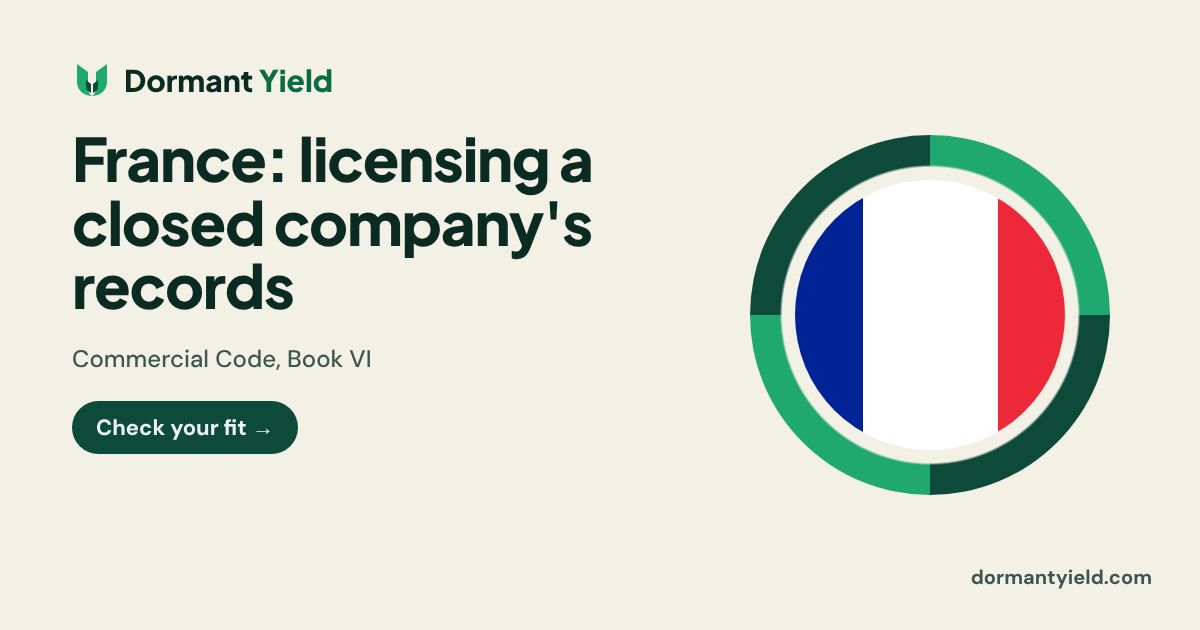 Dormant Yield
France: licensing a
closed company's
records
Commercial Code, Book VI
Check your fit →
dormantyield.com